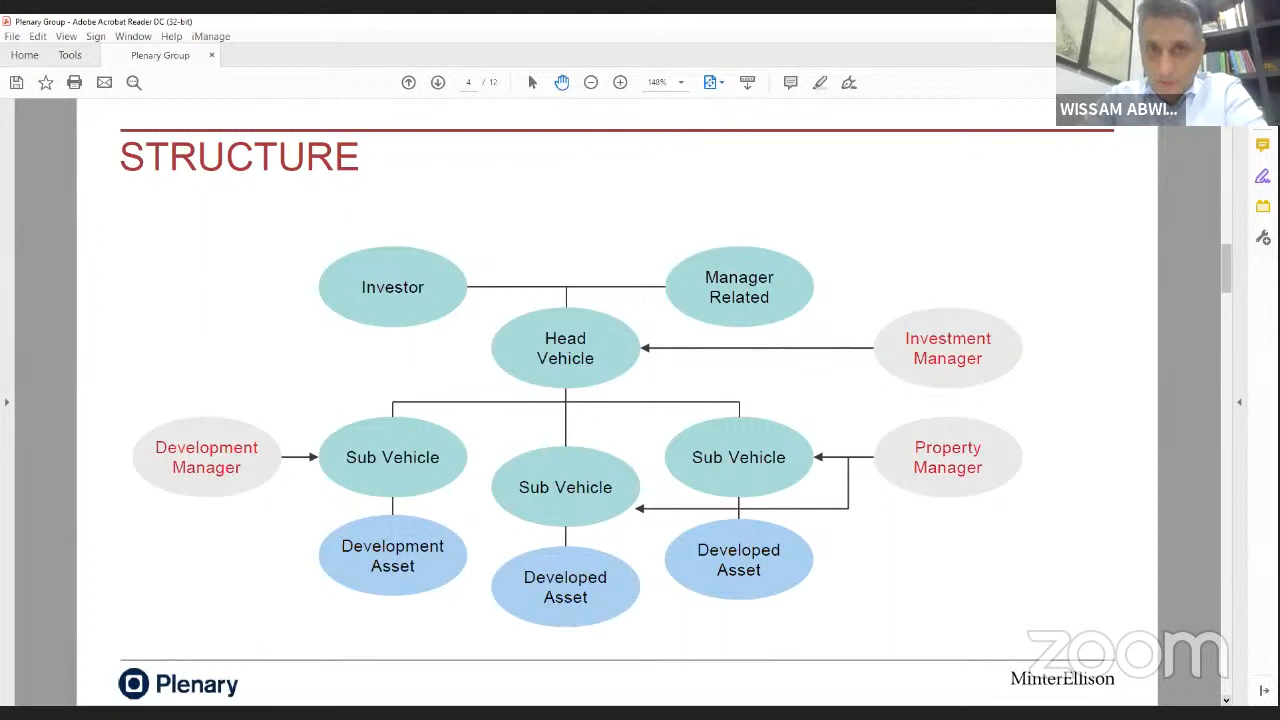 Plenary Group - Adobe Acrobat Reader DC (32-bit)
File Edit View Sign Window Help iManage
Home Tools Plenary Group ×
4 / 12 148%
WISSAM ABWI...
STRUCTURE
Investor
Manager
Related
Head
Vehicle
Investment
Manager
Development
Manager
Sub Vehicle
Sub Vehicle
Sub Vehicle
Property
Manager
Development
Asset
Developed
Asset
Developed
Asset
Plenary
MinterEllison
zoom